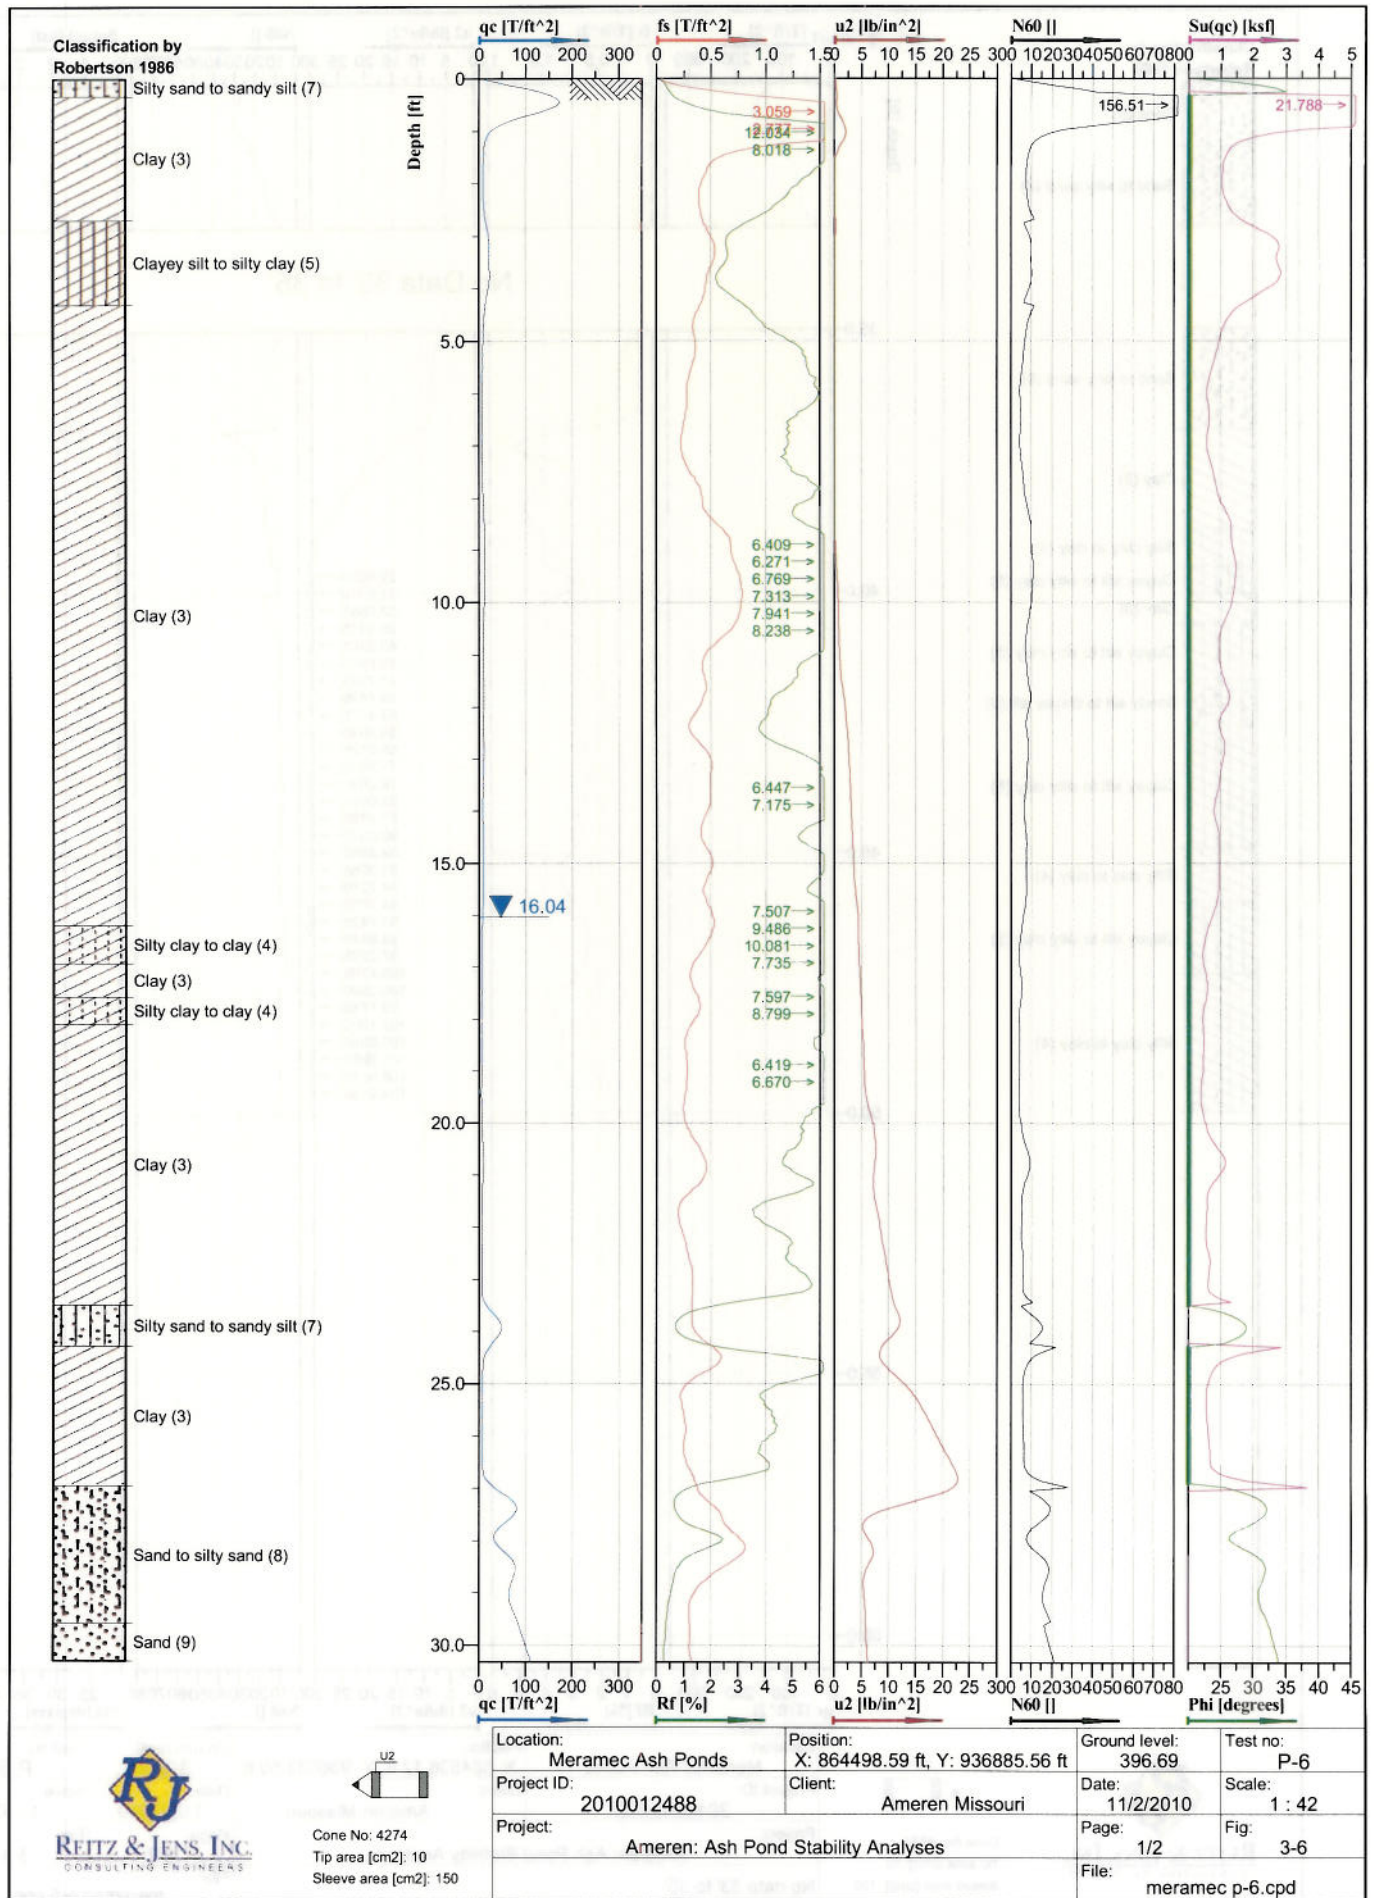 Classification by
Robertson 1986
qc [T/ft^2]
fs [T/ft^2]
u2 [lb/in^2]
N60 []
Su(qc) [ksf]
0 100 200 300
0 0.5 1.0 1.5
0 5 10 15 20 25 30
0 10 20 30 40 50 60 70 80
0 1 2 3 4 5
Depth [ft]
0
5.0
10.0
15.0
20.0
25.0
30.0
Silty sand to sandy silt (7)
Clay (3)
Clayey silt to silty clay (5)
Clay (3)
Silty clay to clay (4)
Clay (3)
Silty clay to clay (4)
Clay (3)
Silty sand to sandy silt (7)
Clay (3)
Sand to silty sand (8)
Sand (9)
16.04
3.059
12.034
8.018
6.409
6.271
6.769
7.313
7.941
8.238
6.447
7.175
7.507
9.486
10.081
7.735
7.597
8.799
6.419
6.670
156.51
21.788
0 100 200 300
0 1 2 3 4 5 6
0 5 10 15 20 25 30
0 10 20 30 40 50 60 70 80
25 30 35 40 45
qc [T/ft^2]
Rf [%]
u2 [lb/in^2]
N60 []
Phi [degrees]
RJ
REITZ & JENS, INC.
CONSULTING ENGINEERS
U2
Cone No: 4274
Tip area [cm2]: 10
Sleeve area [cm2]: 150
Location:
Meramec Ash Ponds
Position:
X: 864498.59 ft, Y: 936885.56 ft
Ground level:
396.69
Test no:
P-6
Project ID:
2010012488
Client:
Ameren Missouri
Date:
11/2/2010
Scale:
1 : 42
Project:
Ameren: Ash Pond Stability Analyses
Page:
1/2
Fig:
3-6
File:
meramec p-6.cpd